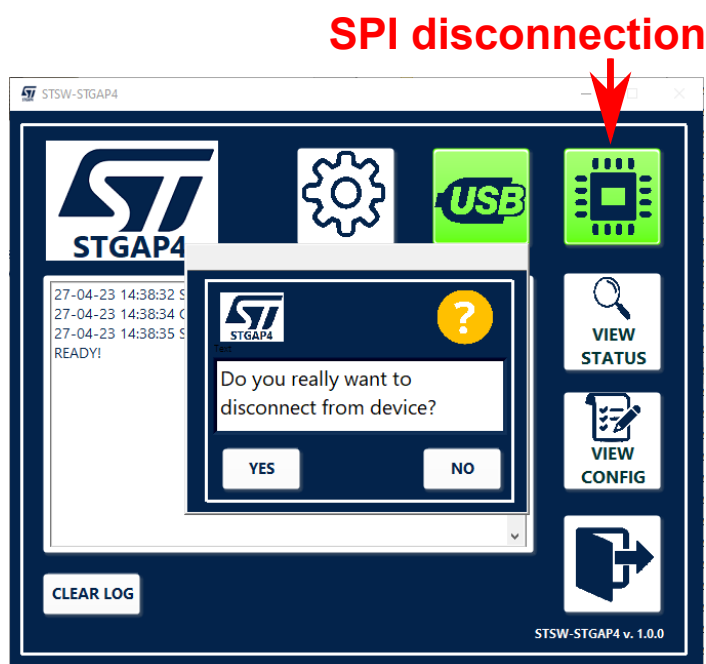 SPI disconnection
STSW-STGAP4
STGAP4
USB
27-04-23 14:38:32 S
27-04-23 14:38:34
27-04-23 14:38:35 S
READY!
STGAP4
?
Text
Do you really want to
disconnect from device?
YES
NO
VIEW
STATUS
VIEW
CONFIG
CLEAR LOG
STSW-STGAP4 v. 1.0.0